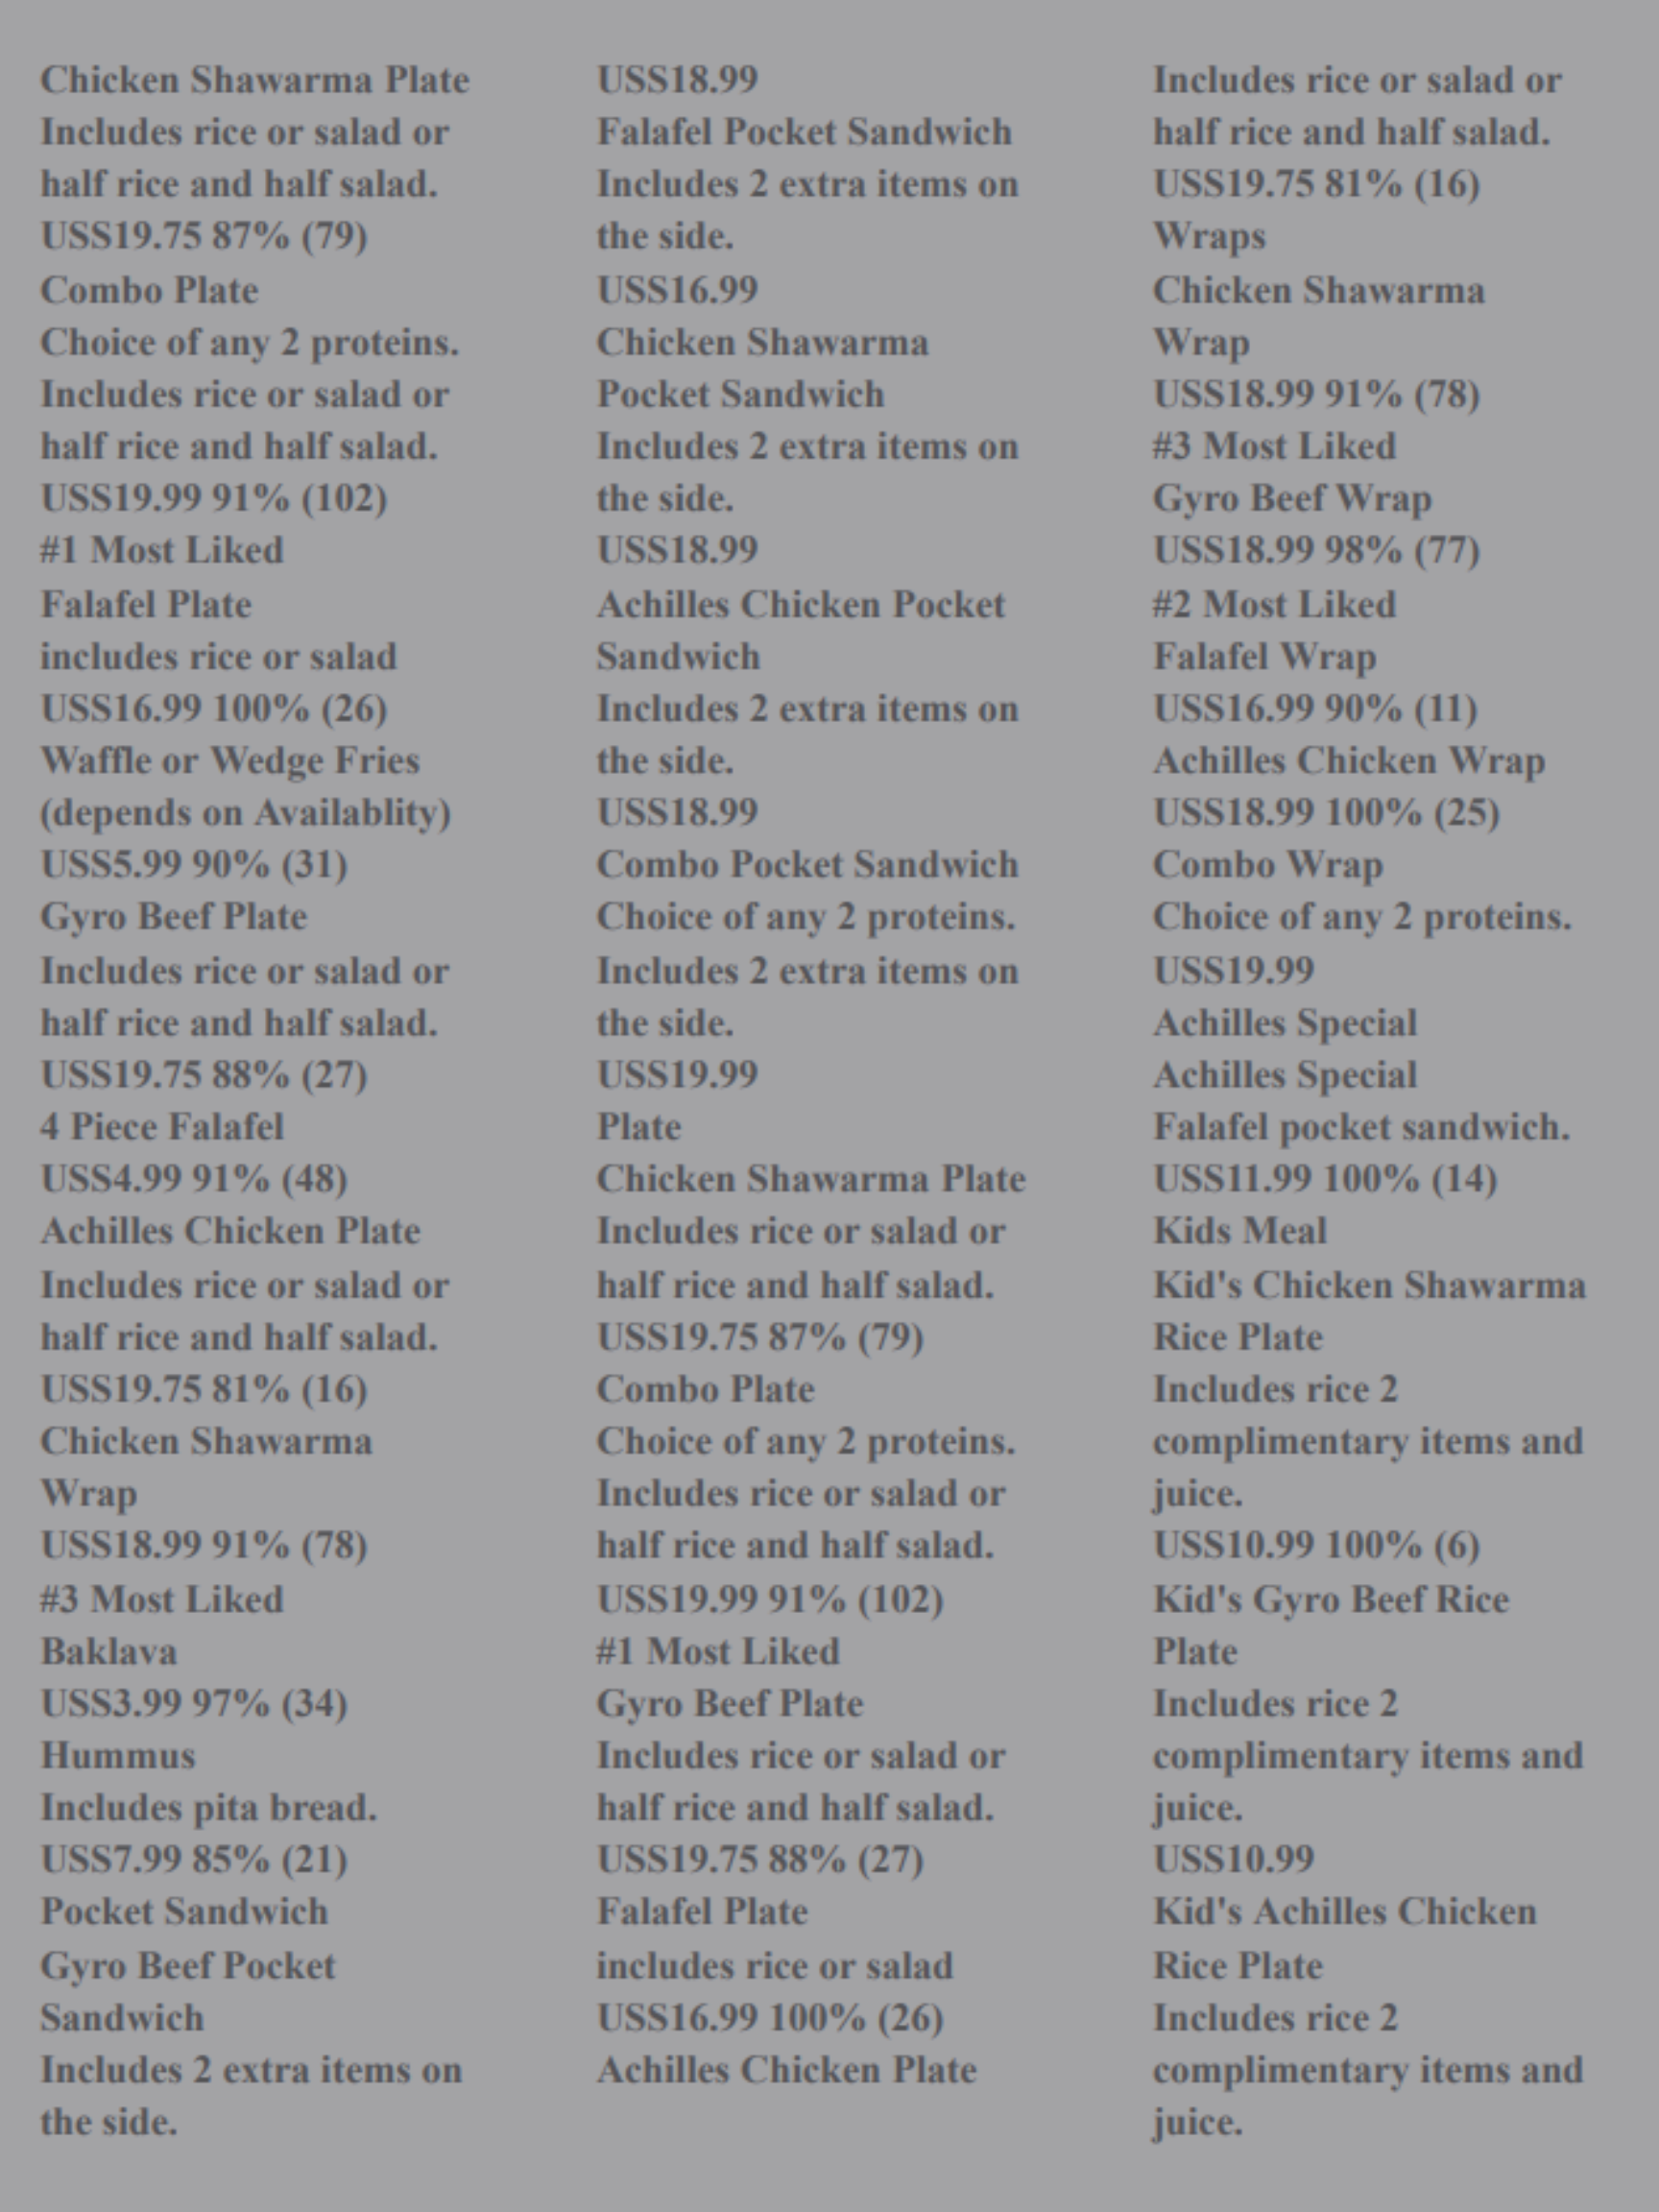 Chicken Shawarma Plate
Includes rice or salad or
half rice and half salad.
USS19.75 87% (79)
Combo Plate
Choice of any 2 proteins.
Includes rice or salad or
half rice and half salad.
USS19.99 91% (102)
#1 Most Liked
Falafel Plate
includes rice or salad
USS16.99 100% (26)
Waffle or Wedge Fries
(depends on Availablity)
USS5.99 90% (31)
Gyro Beef Plate
Includes rice or salad or
half rice and half salad.
USS19.75 88% (27)
4 Piece Falafel
USS4.99 91% (48)
Achilles Chicken Plate
Includes rice or salad or
half rice and half salad.
USS19.75 81% (16)
Chicken Shawarma
Wrap
USS18.99 91% (78)
#3 Most Liked
Baklava
USS3.99 97% (34)
Hummus
Includes pita bread.
USS7.99 85% (21)
Pocket Sandwich
Gyro Beef Pocket
Sandwich
Includes 2 extra items on
the side.
USS18.99
Falafel Pocket Sandwich
Includes 2 extra items on
the side.
USS16.99
Chicken Shawarma
Pocket Sandwich
Includes 2 extra items on
the side.
USS18.99
Achilles Chicken Pocket
Sandwich
Includes 2 extra items on
the side.
USS18.99
Combo Pocket Sandwich
Choice of any 2 proteins.
Includes 2 extra items on
the side.
USS19.99
Plate
Chicken Shawarma Plate
Includes rice or salad or
half rice and half salad.
USS19.75 87% (79)
Combo Plate
Choice of any 2 proteins.
Includes rice or salad or
half rice and half salad.
USS19.99 91% (102)
#1 Most Liked
Gyro Beef Plate
Includes rice or salad or
half rice and half salad.
USS19.75 88% (27)
Falafel Plate
includes rice or salad
USS16.99 100% (26)
Achilles Chicken Plate
Includes rice or salad or
half rice and half salad.
USS19.75 81% (16)
Wraps
Chicken Shawarma
Wrap
USS18.99 91% (78)
#3 Most Liked
Gyro Beef Wrap
USS18.99 98% (77)
#2 Most Liked
Falafel Wrap
USS16.99 90% (11)
Achilles Chicken Wrap
USS18.99 100% (25)
Combo Wrap
Choice of any 2 proteins.
USS19.99
Achilles Special
Achilles Special
Falafel pocket sandwich.
USS11.99 100% (14)
Kids Meal
Kid's Chicken Shawarma
Rice Plate
Includes rice 2
complimentary items and
juice.
USS10.99 100% (6)
Kid's Gyro Beef Rice
Plate
Includes rice 2
complimentary items and
juice.
USS10.99
Kid's Achilles Chicken
Rice Plate
Includes rice 2
complimentary items and
juice.